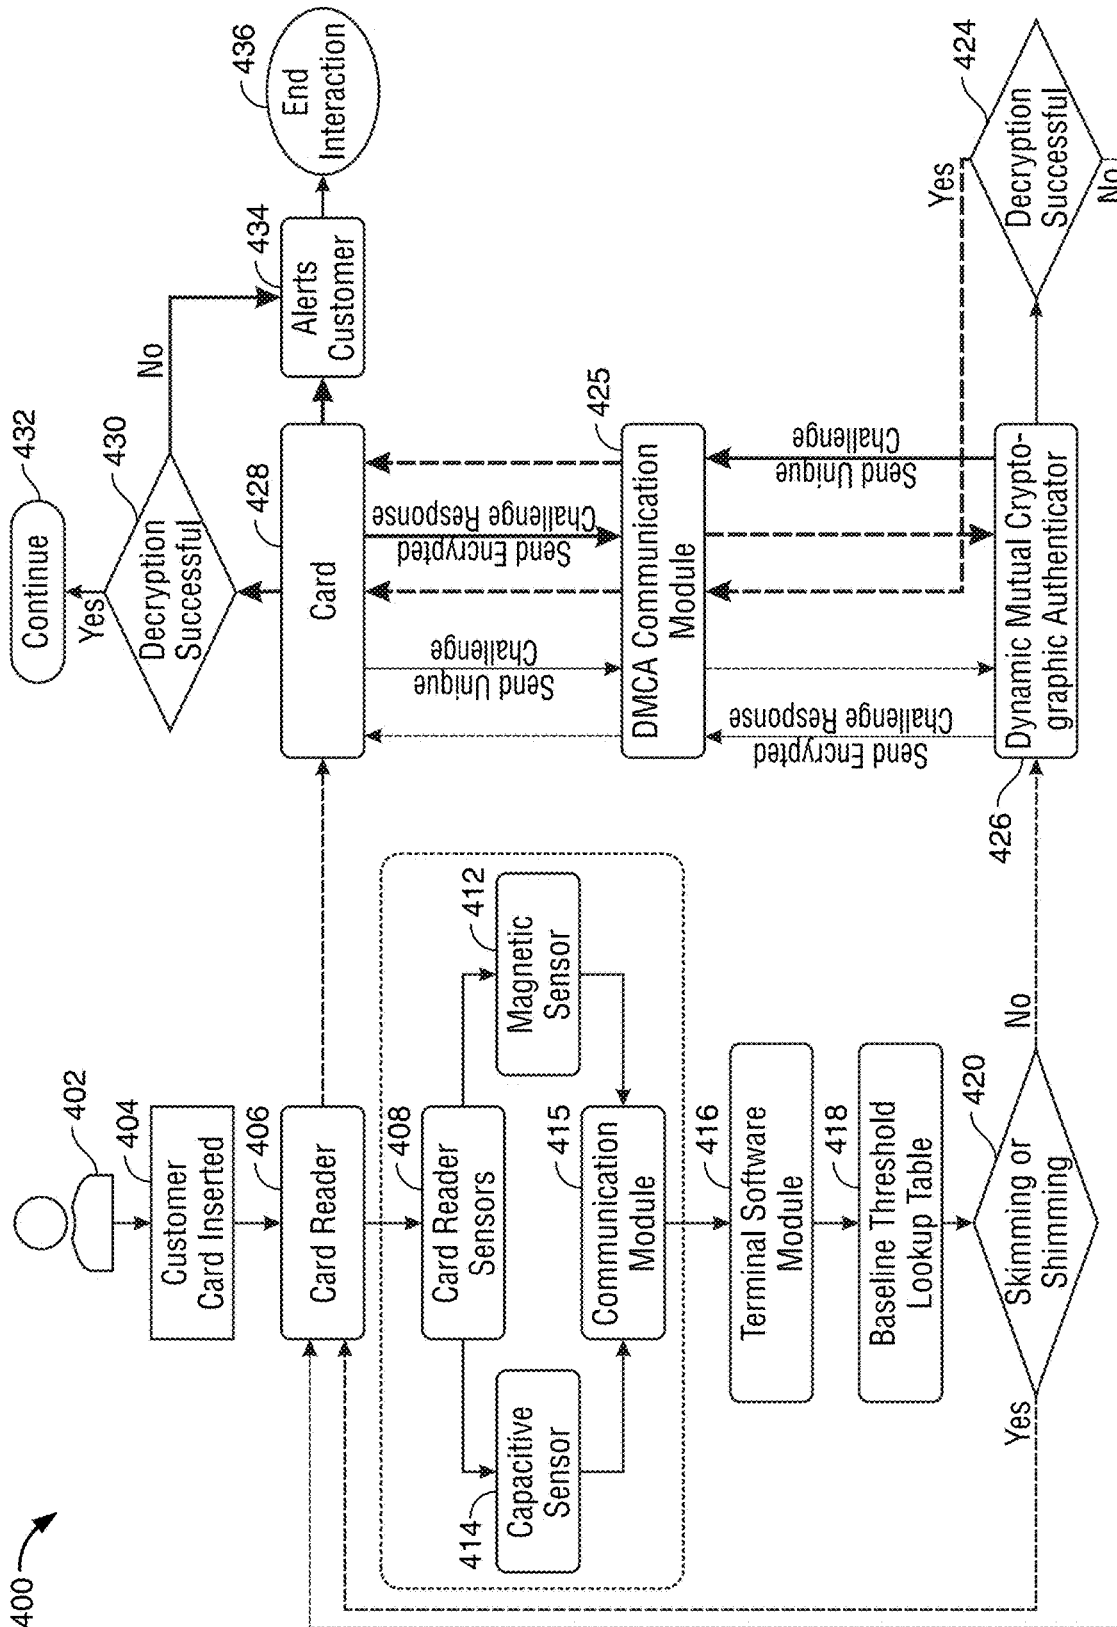 400
402
404
Customer
Card Inserted
406
Card Reader
408
Card Reader
Sensors
412
Magnetic
Sensor
414
Capacitive
Sensor
415
Communication
Module
416
Terminal Software
Module
418
Baseline Threshold
Lookup Table
420
Skimming or
Shimming
Yes
No
432
Continue
Yes
430
Decryption
Successful
No
428
Card
434
Alerts
Customer
436
End
Interaction
Send Unique
Challenge
Send Encrypted
Challenge Response
425
DMCA Communication
Module
Send Encrypted
Challenge Response
Send Unique
Challenge
426
Dynamic Mutual Crypto-
graphic Authenticator
424
Decryption
Successful
Yes
No